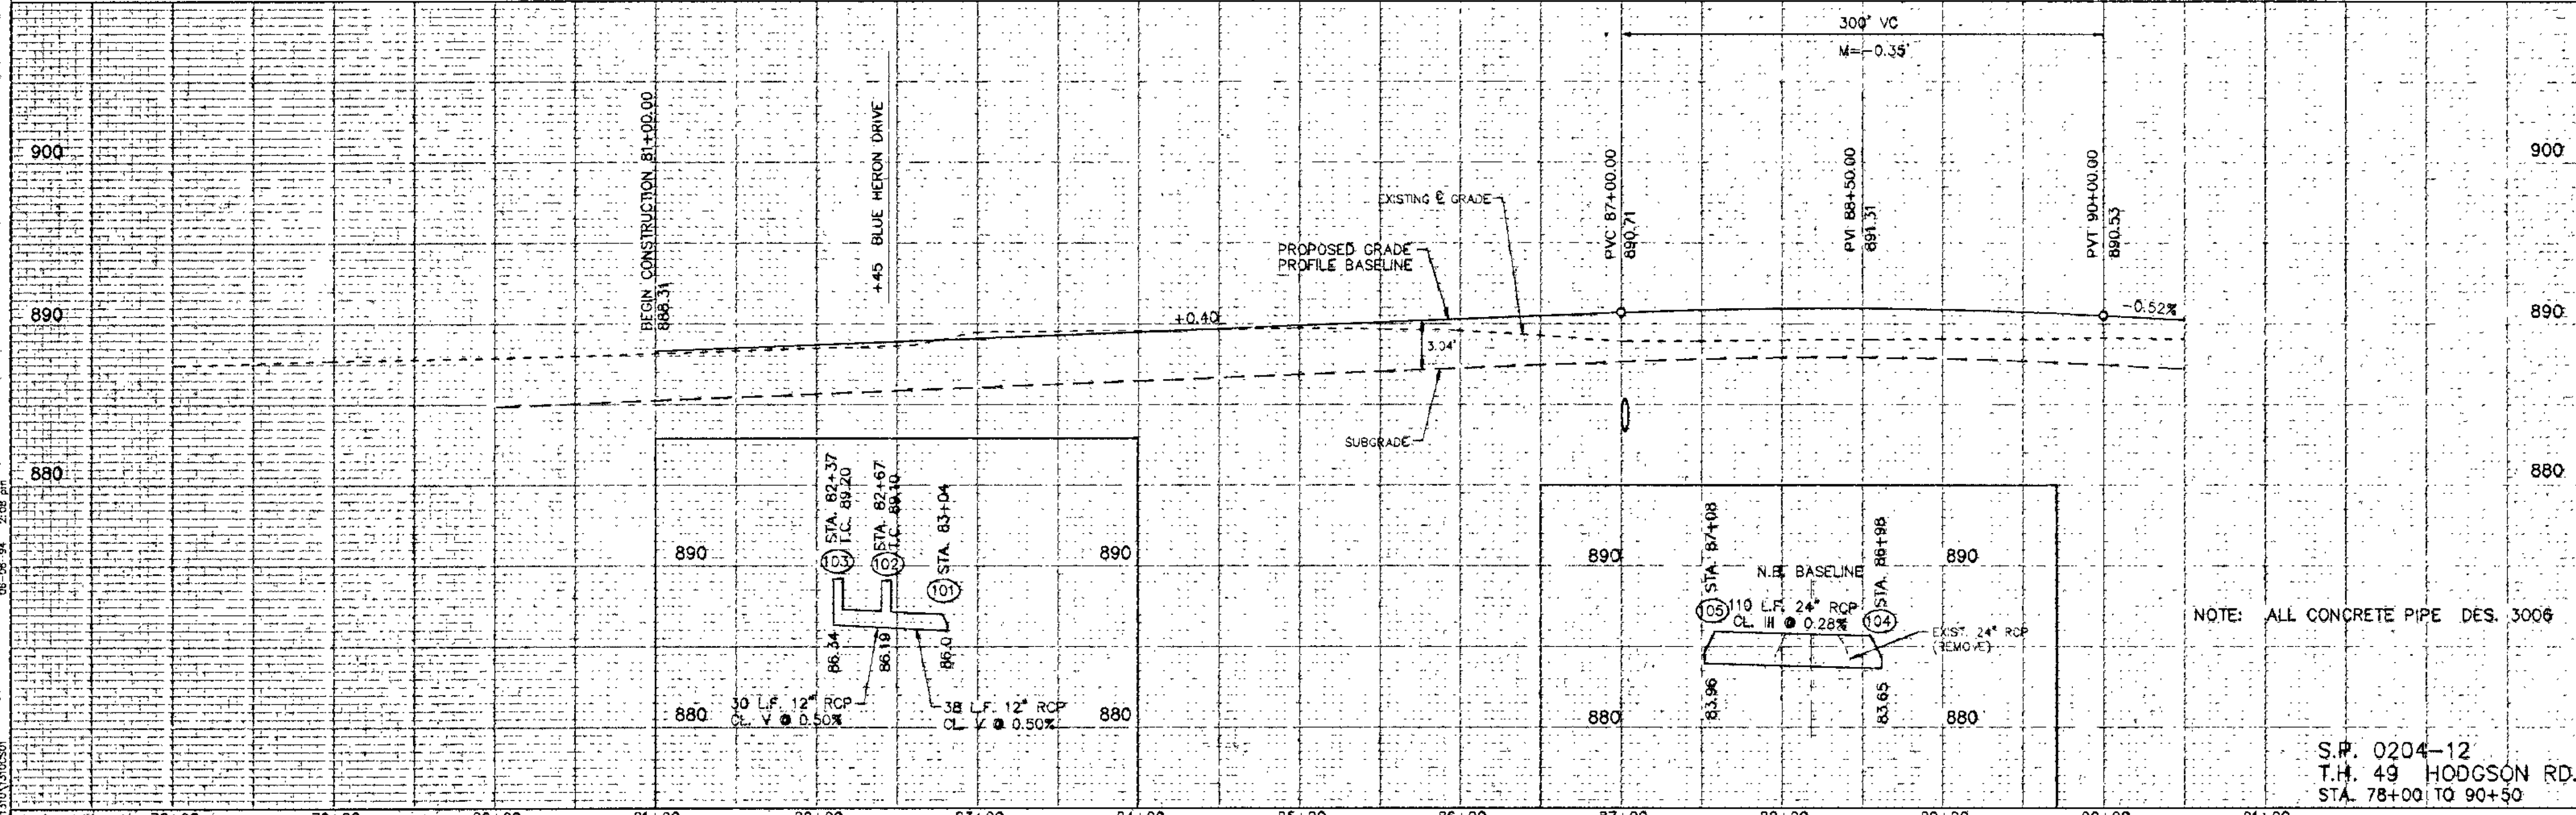 300' VC
M=-0.35'
900
900
BEGIN CONSTRUCTION 81+00.00
888.31
+45 BLUE HERON DRIVE
EXISTING ℄ GRADE
PROPOSED GRADE
PROFILE BASELINE
PVC 87+00.00
890.71
PVI 88+50.00
891.31
PVT 90+00.00
890.53
890
+0.40
3.04'
-0.52%
890
SUBGRADE
880
880
103
STA. 82+37
T.C. 89.20
102
STA. 82+67
T.C. 89.10
101
STA. 83+04
890
890
86.34
86.19
86.0
30 L.F. 12" RCP
CL. V @ 0.50%
38 L.F. 12" RCP
CL. V @ 0.50%
880
880
890
890
105
STA. 87+08
N.B. BASELINE
110 L.F. 24" RCP
CL. III @ 0.28%
104
STA. 86+98
EXIST. 24" RCP
(REMOVE)
83.96
83.65
880
880
NOTE: ALL CONCRETE PIPE DES. 3006
S.P. 0204-12
T.H. 49 HODGSON RD.
STA. 78+00 TO 90+50
2:08 pm